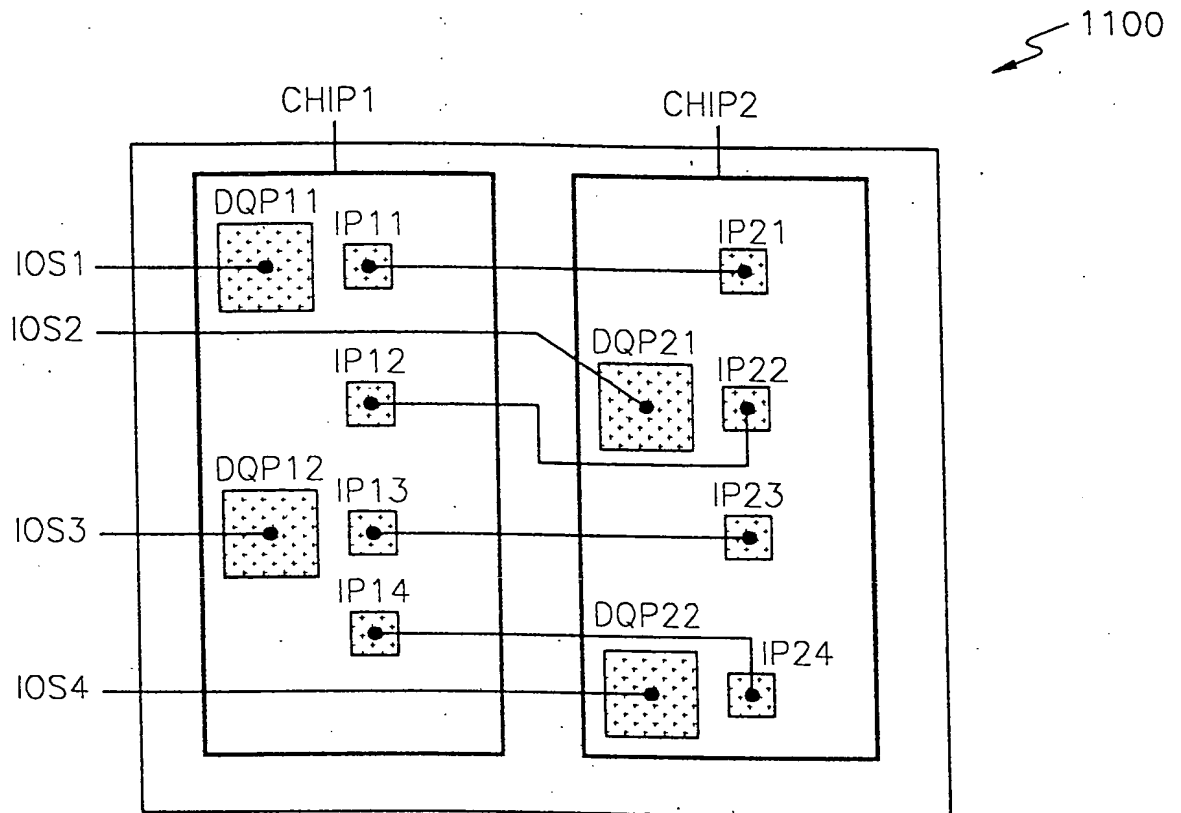 1100
CHIP1
CHIP2
DQP11
IP11
IP21
IOS1
IOS2
DQP21
IP12
IP22
DQP12
IP13
IP23
IOS3
IP14
DQP22
IP24
IOS4